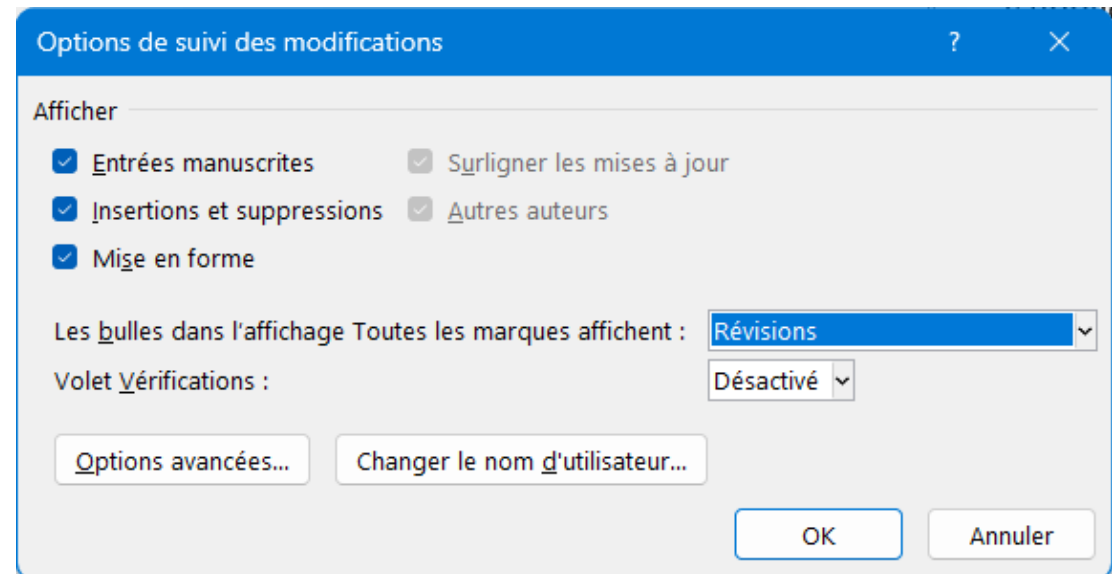 Options de suivi des modifications ?
Afficher
Entrées manuscrites Surligner les mises à jour
Insertions et suppressions Autres auteurs
Mise en forme
Les bulles dans l'affichage Toutes les marques affichent : Révisions
Volet Vérifications : Désactivé
Options avancées... Changer le nom d'utilisateur...
OK Annuler